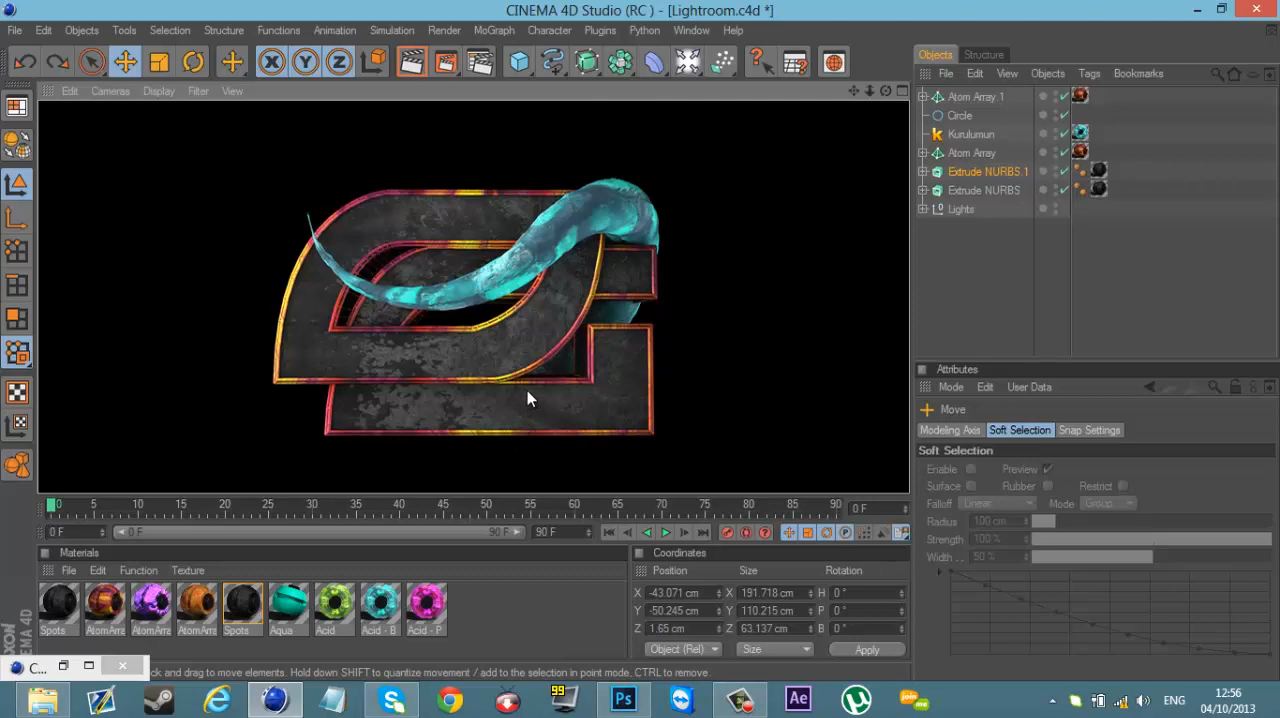 CINEMA 4D Studio (RC ) - [Lightroom.c4d *]
File Edit Objects Tools Selection Structure Functions Animation Simulation Render MoGraph Character Plugins Python Window Help
X Y Z
Objects Structure
File Edit View Objects Tags Bookmarks
Edit Cameras Display Filter View
Atom Array.1
Circle
Kurulumun
Atom Array
Extrude NURBS.1
Extrude NURBS
Lights
Attributes
Mode Edit User Data
Move
Modeling Axis Soft Selection Snap Settings
Soft Selection
Enable Preview
Surface Rubber Restrict
Falloff Linear Mode Group
Radius 100 cm
Strength 100 %
Width . . 50 %
0 5 10 15 20 25 30 35 40 45 50 55 60 65 70 75 80 85 90 0 F
0 F 0 F 90 F 90 F
Materials
File Edit Function Texture
Spots AtomArra AtomArra AtomArra Spots Aqua Acid Acid - B Acid - P
Coordinates
Position Size Rotation
X -43.071 cm X 191.718 cm H 0 °
Y -50.245 cm Y 110.215 cm P 0 °
Z 1.65 cm Z 63.137 cm B 0 °
Object (Rel) Size Apply
C...
ck and drag to move elements. Hold down SHIFT to quantize movement / add to the selection in point mode, CTRL to remove.
99
Ps
Ae
join me
ENG
12:56
04/10/2013